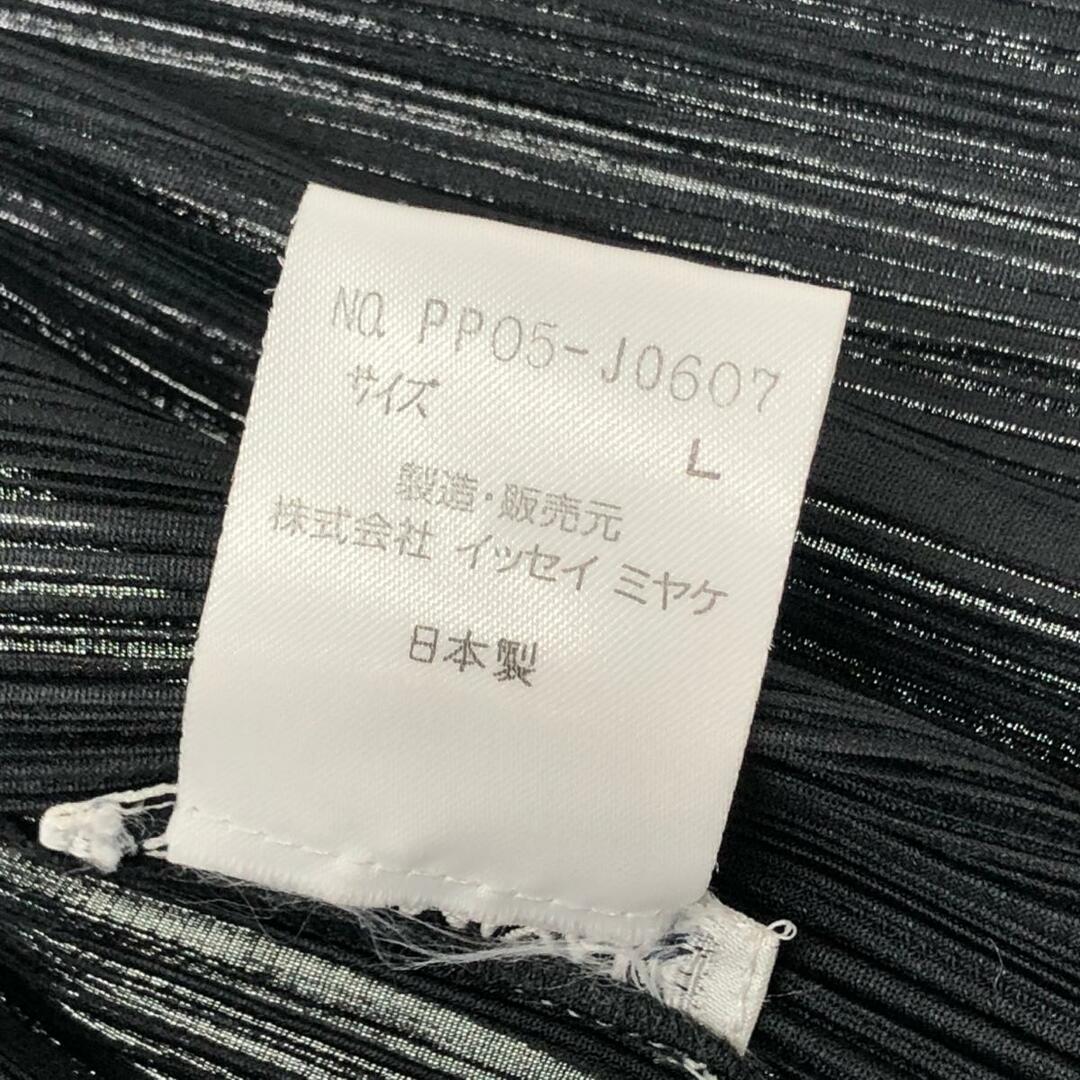 NO. PP05-J0607
サイズ
L
製造・販売元
株式会社 イッセイ ミヤケ
日本製